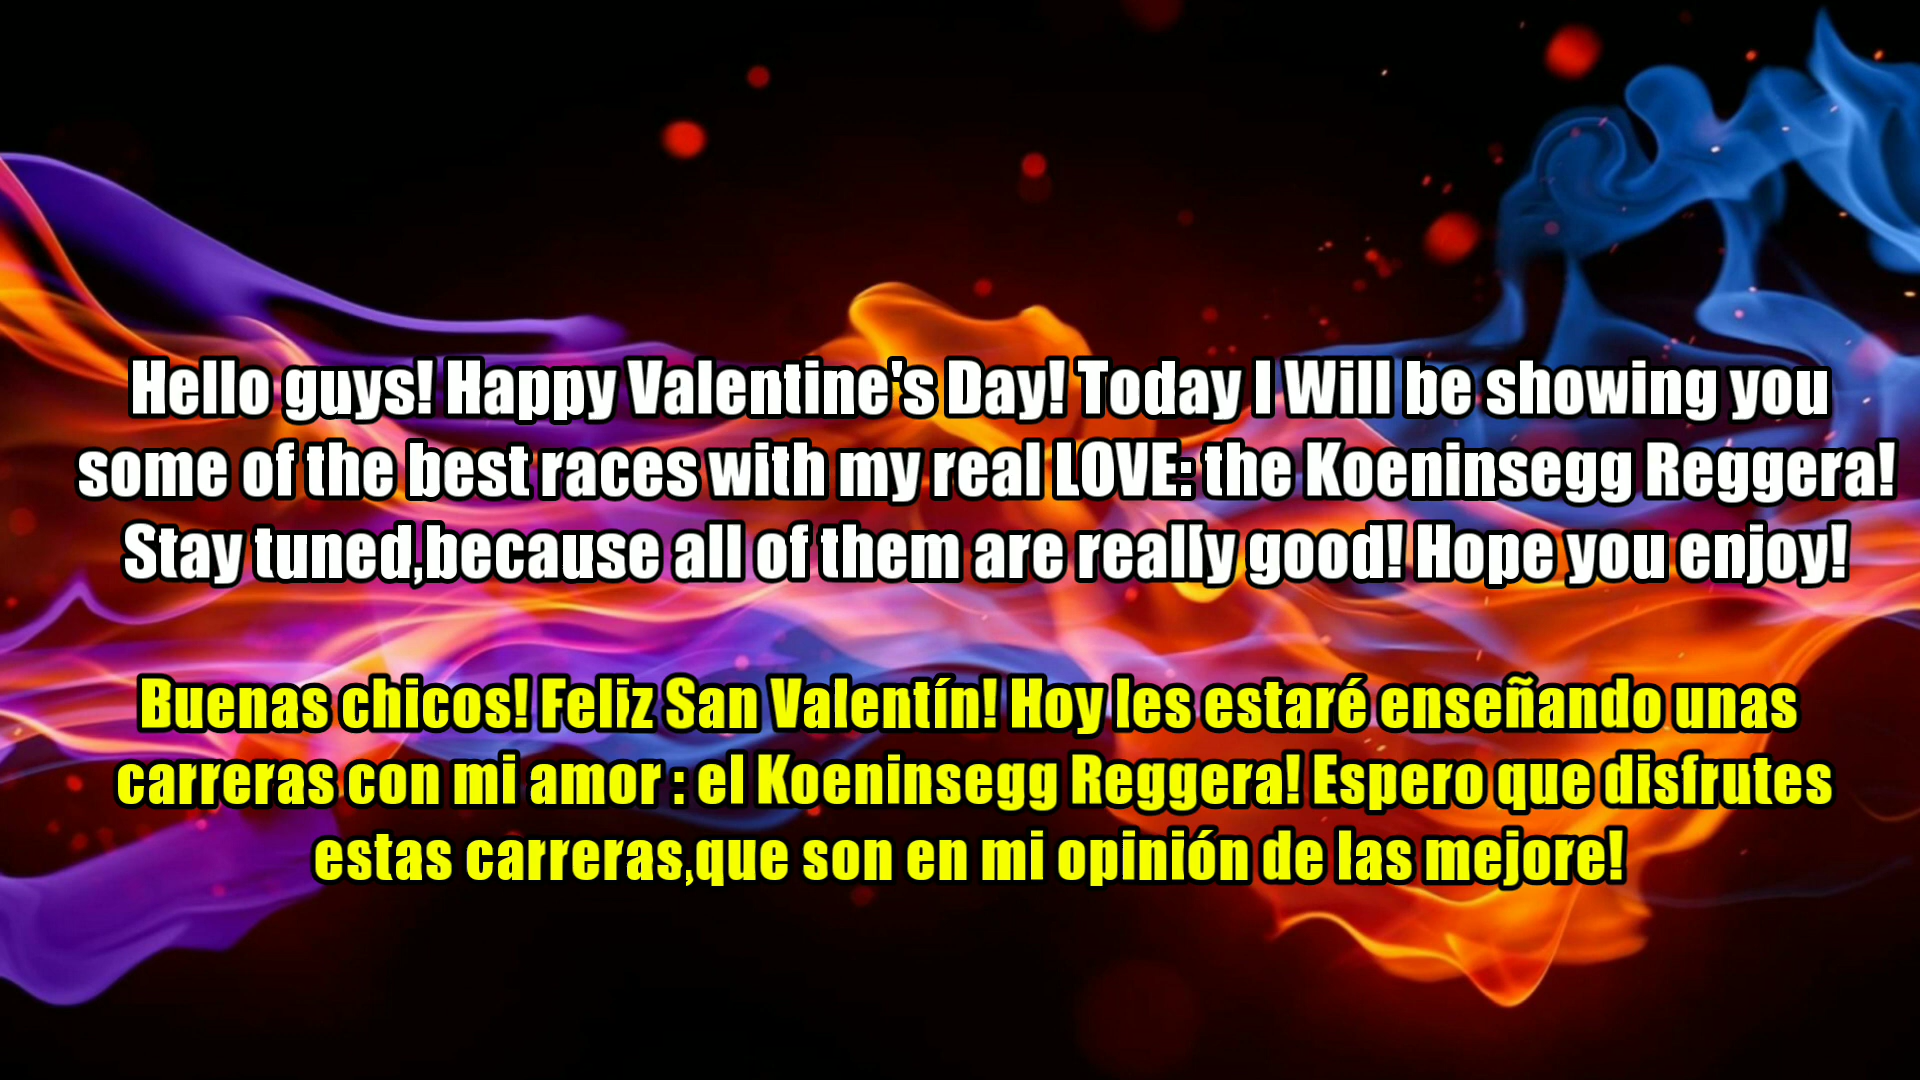 Hello guys! Happy Valentine's Day! Today I Will be showing you
some of the best races with my real LOVE: the Koeninsegg Reggera!
Stay tuned,because all of them are really good! Hope you enjoy!
Buenas chicos! Feliz San Valentín! Hoy les estaré enseñando unas
carreras con mi amor : el Koeninsegg Reggera! Espero que disfrutes
estas carreras,que son en mi opinión de las mejore!